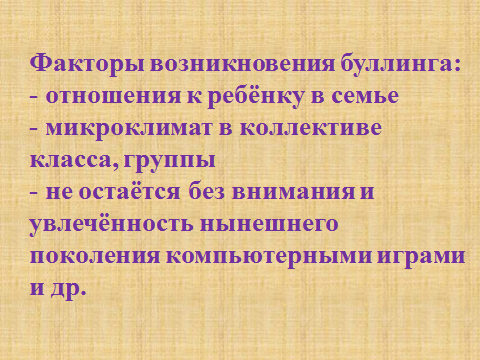 Факторы возникновения буллинга:
- отношения к ребёнку в семье
- микроклимат в коллективе
класса, группы
- не остаётся без внимания и
увлечённость нынешнего
поколения компьютерными играми
и др.